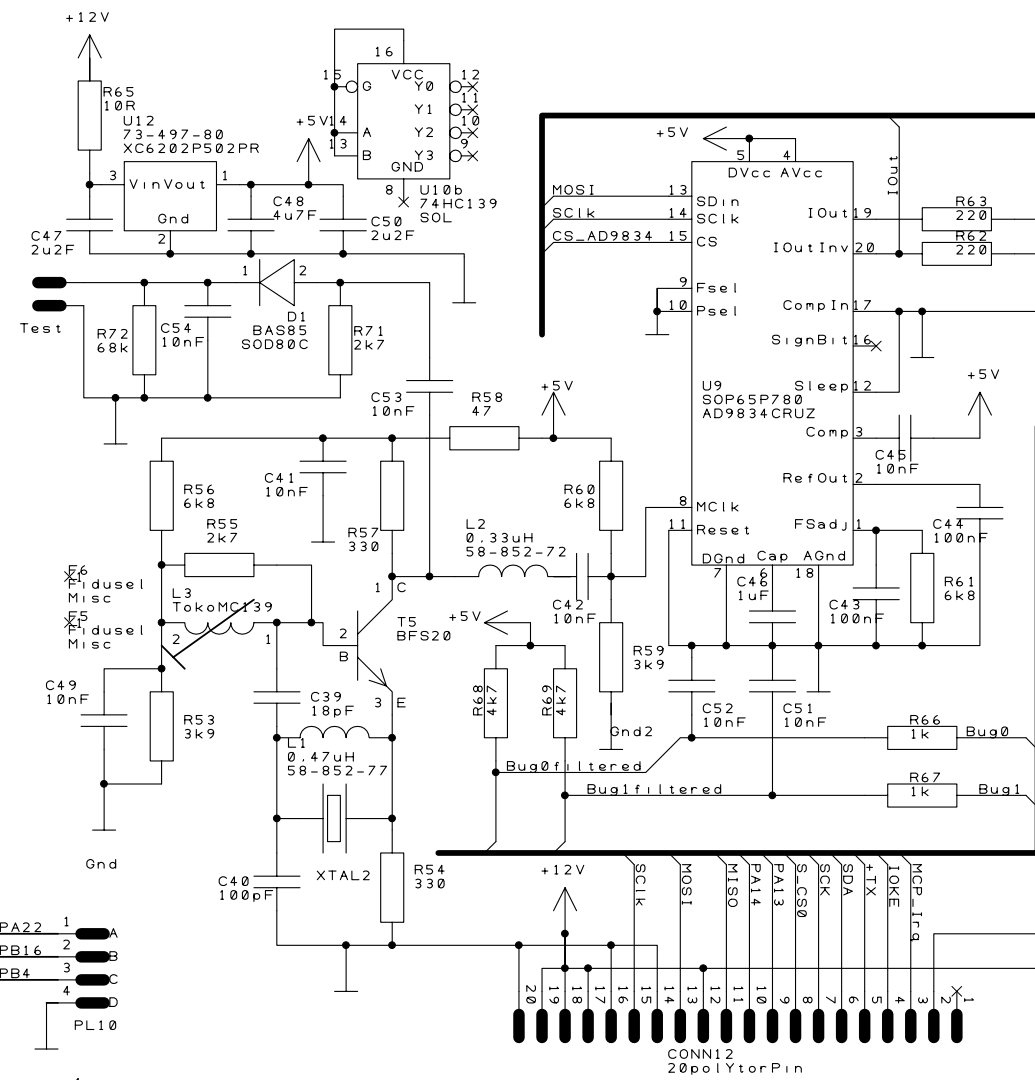 +12V
R65
10R
U12
73-497-80
XC6202P502PR
3
VinVout
1
Gnd
2
C47
2u2F
C48
4u7F
C50
2u2F
+5V
16
VCC
15
G
Y0
12
Y1
11
14
A
Y2
10
13
B
Y3
9
GND
8
U10b
74HC139
SOL
Test
1
2
D1
BAS85
SOD80C
R72
68k
C54
10nF
R71
2k7
C53
10nF
R58
47
+5V
R56
6k8
C41
10nF
R57
330
R60
6k8
R55
2k7
L2
0.33uH
58-852-72
F6
X1
Fidusel
Misc
F5
X1
Fidusel
Misc
L3
TokoMC139
2
1
1
C
2
B
3
E
T5
BFS20
C42
10nF
+5V
R68
4k7
R69
4k7
R59
3k9
Gnd2
C49
10nF
R53
3k9
C39
18pF
L1
0.47uH
58-852-77
XTAL2
C40
100pF
R54
330
Gnd
PA22
1
A
PB16
2
B
PB4
3
C
4
D
PL10
+5V
5
4
DVcc
AVcc
MOSI
13
SDin
SClk
14
SClk
CS_AD9834
15
CS
9
Fsel
10
Psel
U9
SOP65P780
AD9834CRUZ
8
MClk
11
Reset
DGnd
7
Cap
6
AGnd
18
IOut
19
IOutInv
20
CompIn
17
SignBit
16
Sleep
12
Comp
3
RefOut
2
FSadj
1
IOut
R63
220
R62
220
+5V
C45
10nF
C44
100nF
R61
6k8
C46
1uF
C43
100nF
C52
10nF
C51
10nF
R66
1k
Bug0
R67
1k
Bug1
Bug0filtered
Bug1filtered
+12V
SClk
MOSI
MISO
PA14
PA13
S_CS0
SCK
SDA
+TX
IOKE
MCP_Irq
20
19
18
17
16
15
14
13
12
11
10
9
8
7
6
5
4
3
2
1
CONN12
20polYtorPin